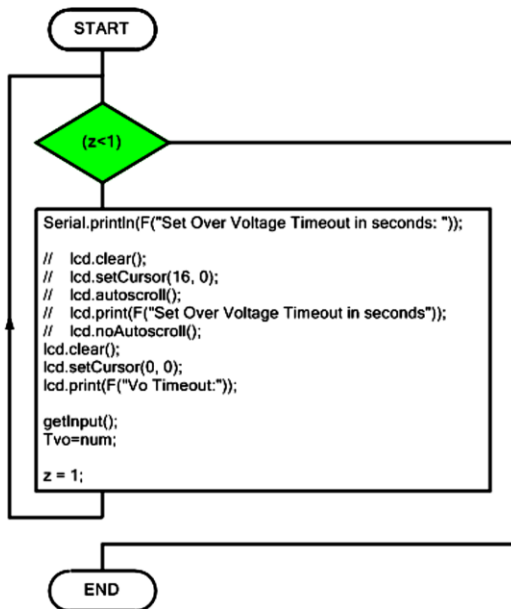 START
(z<1)
Serial.println(F("Set Over Voltage Timeout in seconds: "));
// lcd.clear();
// lcd.setCursor(16, 0);
// lcd.autoscroll();
// lcd.print(F("Set Over Voltage Timeout in seconds"));
// lcd.noAutoscroll();
lcd.clear();
lcd.setCursor(0, 0);
lcd.print(F("Vo Timeout:"));
getInput();
Tvo=num;
z = 1;
END